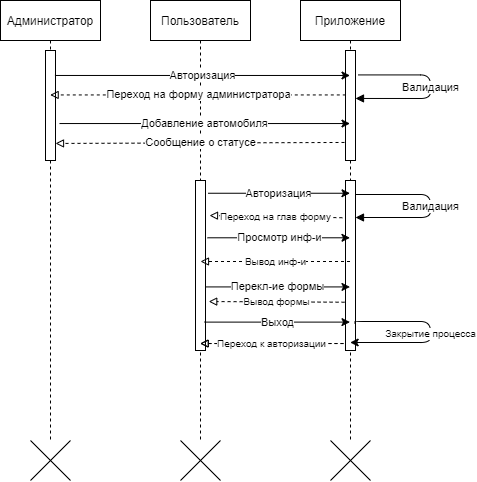 Администратор
Пользователь
Приложение
Авторизация
Валидация
Переход на форму администратора
Добавление автомобиля
Сообщение о статусе
Авторизация
Валидация
Переход на глав форму
Просмотр инф-и
Вывод инф-и
Перекл-ие формы
Вывод формы
Выход
Закрытие процесса
Переход к авторизации